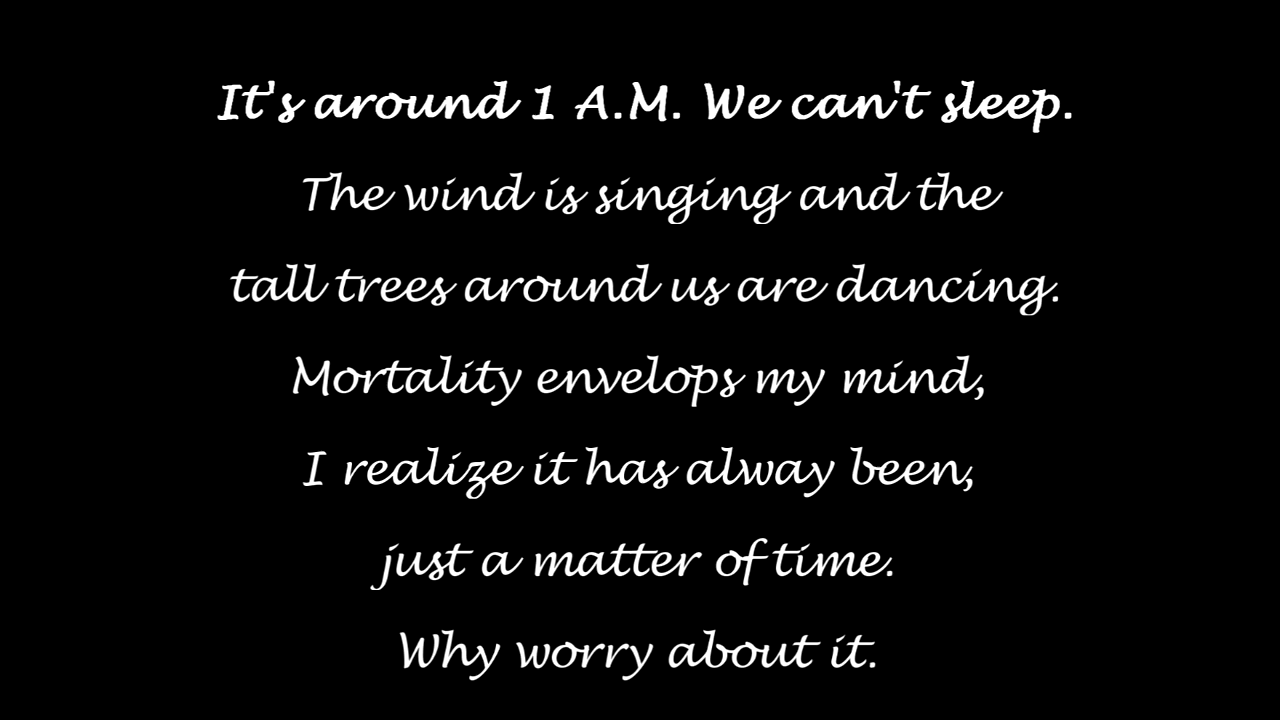 It's around 1 A.M. We can't sleep.
The wind is singing and the
tall trees around us are dancing.
Mortality envelops my mind,
I realize it has alway been,
just a matter of time.
Why worry about it.